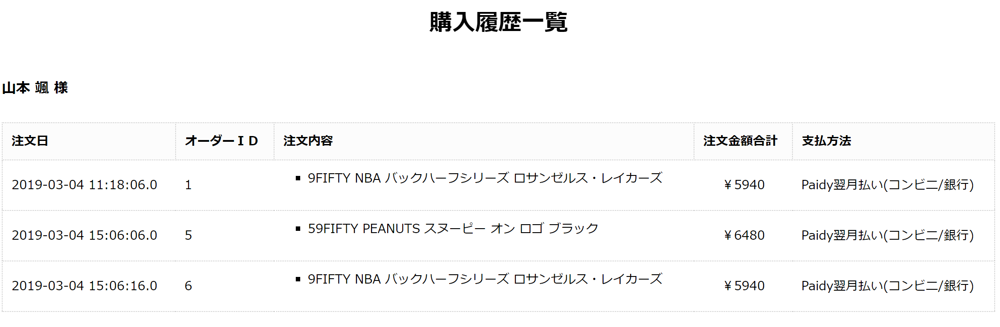 購入履歴一覧
山本 颯 様
注文日 オーダーＩＤ 注文内容 注文金額合計 支払方法
2019-03-04 11:18:06.0 1 ▪ 9FIFTY NBA バックハーフシリーズ ロサンゼルス・レイカーズ ￥5940 Paidy翌月払い(コンビニ/銀行)
2019-03-04 15:06:06.0 5 ▪ 59FIFTY PEANUTS スヌーピー オン ロゴ ブラック ￥6480 Paidy翌月払い(コンビニ/銀行)
2019-03-04 15:06:16.0 6 ▪ 9FIFTY NBA バックハーフシリーズ ロサンゼルス・レイカーズ ￥5940 Paidy翌月払い(コンビニ/銀行)